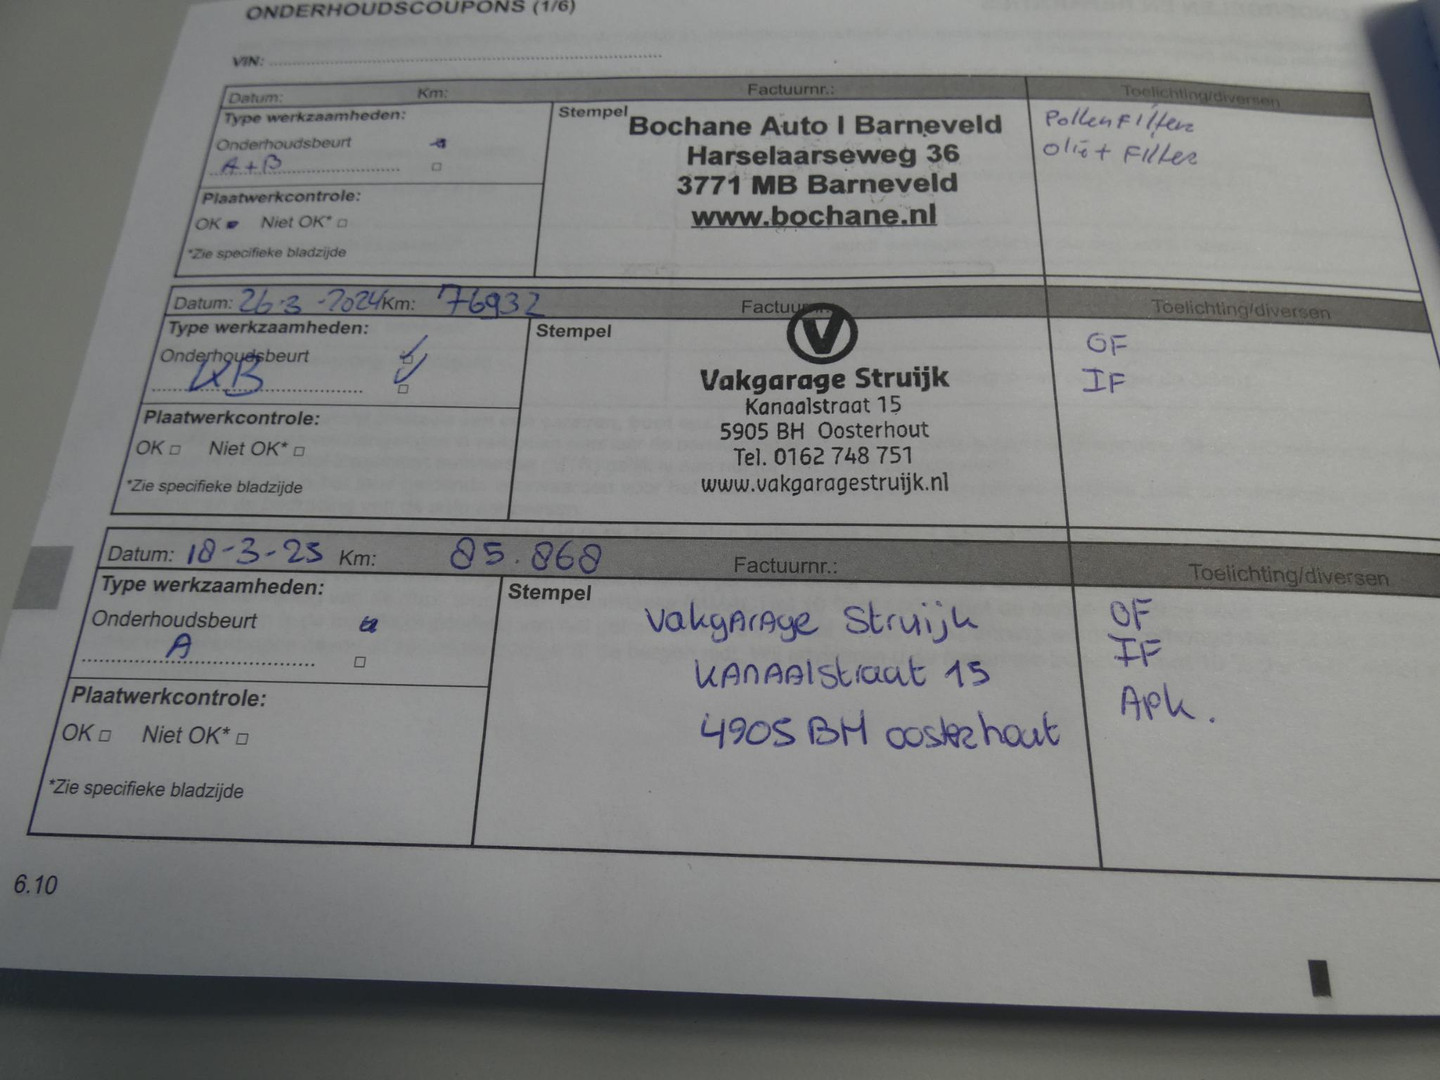 ONDERHOUDSCOUPONS (1/6)
VIN:
Datum: Km: Factuurnr.: Toelichting/diversen
Type werkzaamheden:
Onderhoudsbeurt
A+B
Plaatwerkcontrole:
OK Niet OK*
*Zie specifieke bladzijde
Stempel
Bochane Auto I Barneveld
Harselaarseweg 36
3771 MB Barneveld
www.bochane.nl
Pollen Filter
olie + Filter
Datum: 26-3-2024 Km: 76932 Factuurnr.: Toelichting/diversen
Type werkzaamheden:
Onderhoudsbeurt
Plaatwerkcontrole:
OK Niet OK*
*Zie specifieke bladzijde
Stempel
V
Vakgarage Struijk
Kanaalstraat 15
5905 BH Oosterhout
Tel. 0162 748 751
www.vakgaragestruijk.nl
OF
IF
Datum: 18-3-25 Km: 85.868 Factuurnr.: Toelichting/diversen
Type werkzaamheden:
Onderhoudsbeurt
A
Plaatwerkcontrole:
OK Niet OK*
*Zie specifieke bladzijde
Stempel
VakgArAge Struijk
KANAAlstraat 15
4905 BH oosterhout
OF
IF
Apk.
6.10